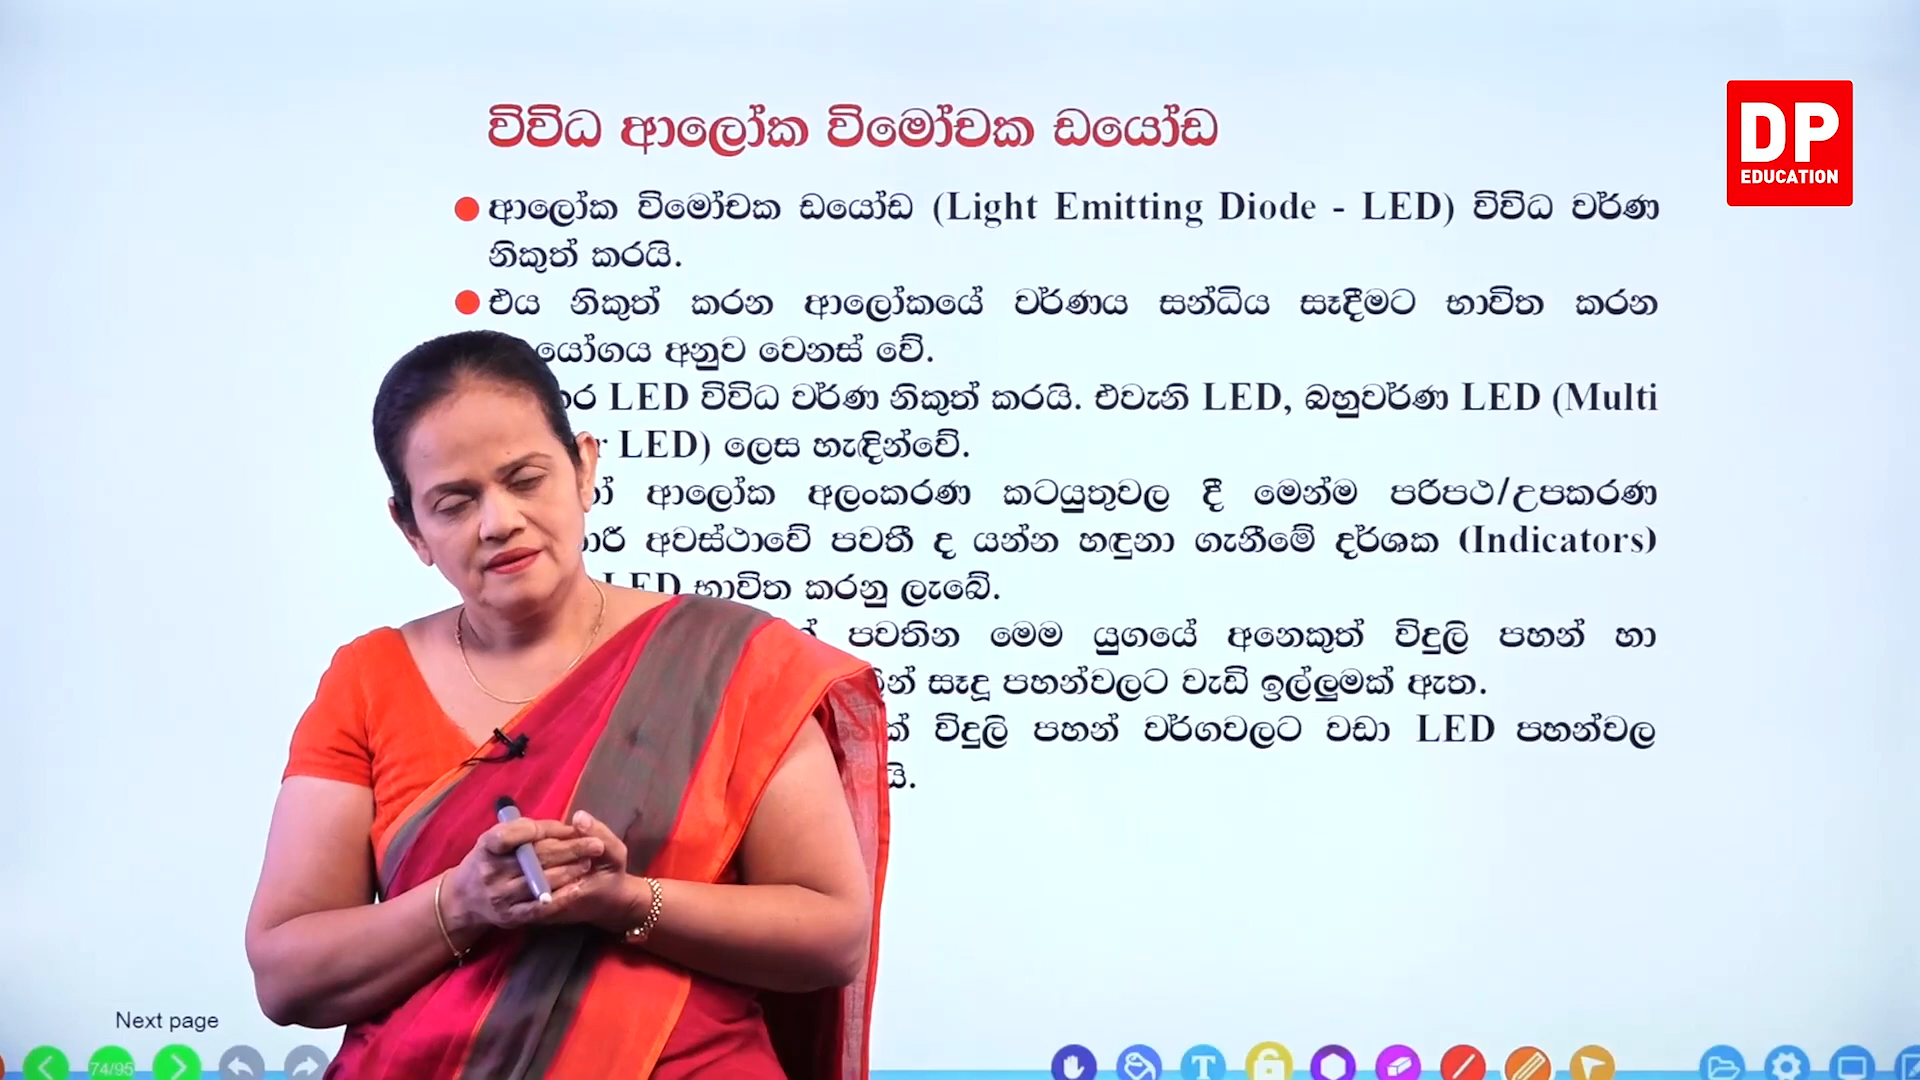 විවිධ ආලෝක විමෝචක ඩයෝඩ
DP
EDUCATION
ආලෝක විමෝචක ඩයෝඩ (Light Emitting Diode - LED) විවිධ වර්ණ
නිකුත් කරයි.
එය නිකුත් කරන ආලෝකයේ වර්ණය සන්ධිය සෑදීමට භාවිත කරන
අනුව වෙනස් වේ.
LED විවිධ වර්ණ නිකුත් කරයි. එවැනි LED, බහුවර්ණ LED (Multi
LED) ලෙස හැඳින්වේ.
ආලෝක අලංකරණ කටයුතුවල දී මෙන්ම පරිපථ/උපකරණ
අවස්ථාවේ පවතී ද යන්න හඳුනා ගැනීමේ දර්ශක (Indicators)
LED භාවිත කරනු ලැබේ.
පවතින මෙම යුගයේ අනෙකුත් විදුලි පහන් හා
සෑදූ පහන්වලට වැඩි ඉල්ලුමක් ඇත.
විදුලි පහන් වර්ගවලට වඩා LED පහන්වල
Next page
74/95